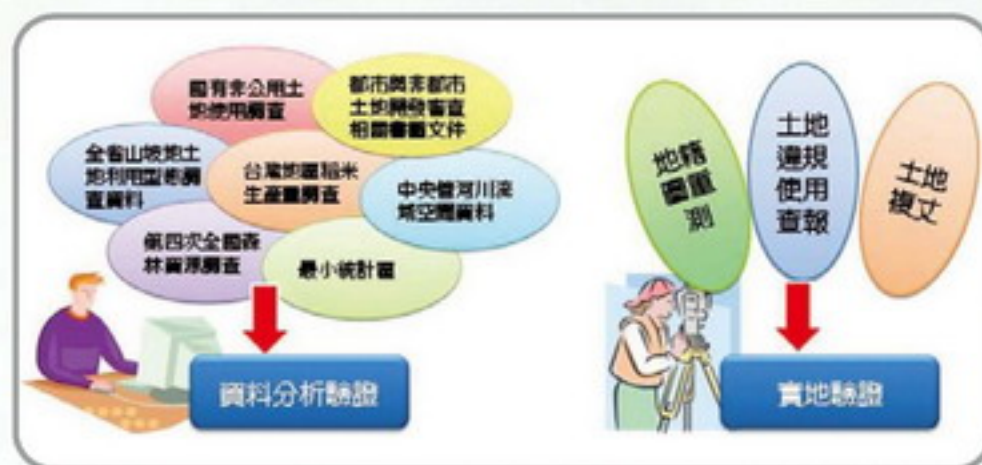 國有非公用土
地使用調查
都市與非都市
土地開發審查
相關書圖文件
全省山坡地土
地利用型態調
查資料
台灣地區稻米
生產量調查
中央管河川流
域空間資料
第四次全國森
林資源調查
最小統計區
資料分析驗證
地籍
圖重
測
土地
違規
使用
查報
土地
複丈
實地驗證